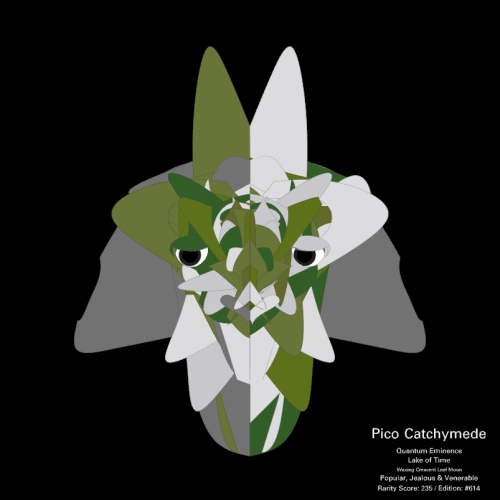 Pico Catchymede
Quantum Eminence
Lake of Time
Waxing Crescent Leaf Moon
Popular, Jealous & Venerable
Rarity Score: 235 / Edition: #614